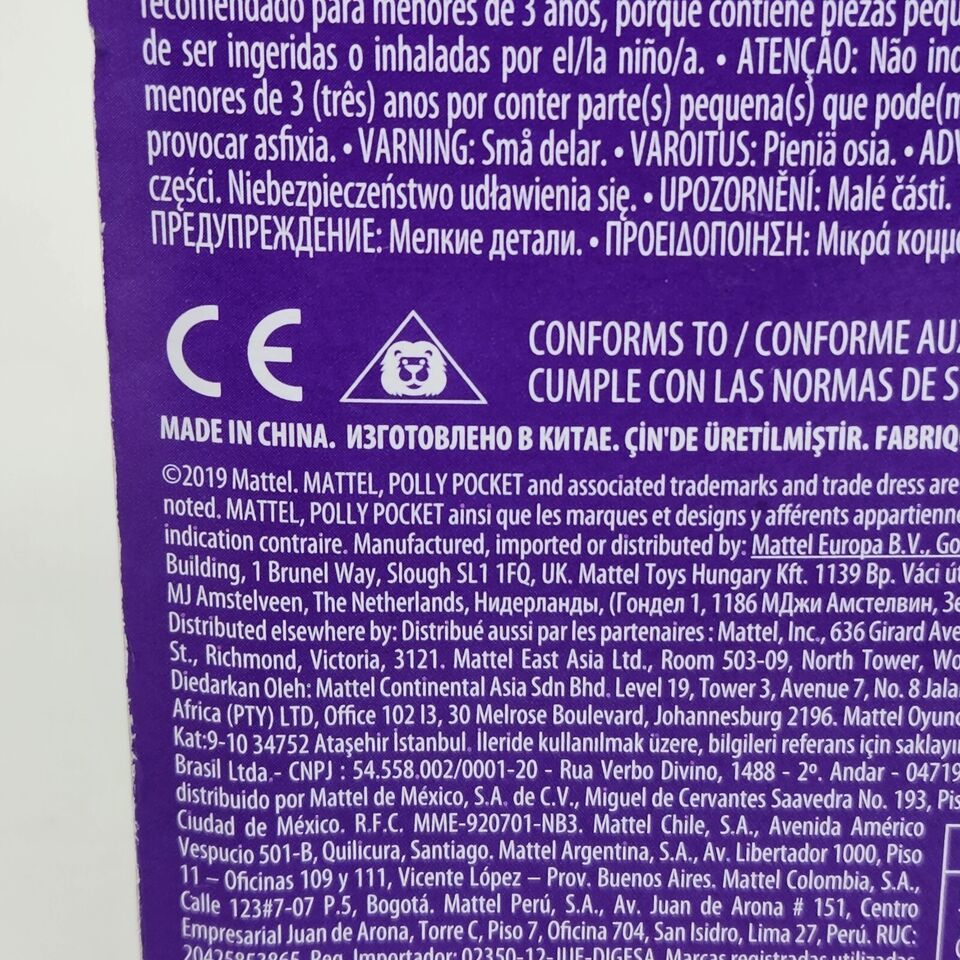 recomendado para menores de 3 años, porque contiene piezas
de ser ingeridas o inhaladas por el/la niño/a. • ATENÇÃO: Não
menores de 3 (três) anos por conter parte(s) pequena(s) que pode(m
provocar asfixia. • VARNING: Små delar. • VAROITUS: Pieniä osia. •
części. Niebezpieczeństwo udławienia się. • UPOZORNĚNÍ: Malé části.
ПРЕДУПРЕЖДЕНИЕ: Мелкие детали. • ΠΡΟΕΙΔΟΠΟΙΗΣΗ: Μικρά κομμ
CE
CONFORMS TO / CONFORME AUX
CUMPLE CON LAS NORMAS DE S
MADE IN CHINA. ИЗГОТОВЛЕНО В КИТАЕ. ÇİN'DE ÜRETİLMİŞTİR. FABRIQ
©2019 Mattel. MATTEL, POLLY POCKET and associated trademarks and trade dress are
noted. MATTEL, POLLY POCKET ainsi que les marques et designs y afférents appartienne
indication contraire. Manufactured, imported or distributed by: Mattel Europa B.V., Go
Building, 1 Brunel Way, Slough SL1 1FQ, UK. Mattel Toys Hungary Kft. 1139 Bp. Váci út
MJ Amstelveen, The Netherlands, Нидерланды, (Гондел 1, 1186 МДжи Амстелвин,
Distributed elsewhere by: Distribué aussi par les partenaires : Mattel, Inc., 636 Girard Ave
St., Richmond, Victoria, 3121. Mattel East Asia Ltd., Room 503-09, North Tower, Wo
Diedarkan Oleh: Mattel Continental Asia Sdn Bhd. Level 19, Tower 3, Avenue 7, No. 8 Jala
Africa (PTY) LTD, Office 102 I3, 30 Melrose Boulevard, Johannesburg 2196. Mattel Oyunc
Kat:9-10 34752 Ataşehir İstanbul. İleride kullanılmak üzere, bilgileri referans için saklayı
Brasil Ltda.- CNPJ : 54.558.002/0001-20 - Rua Verbo Divino, 1488 - 2º. Andar - 04719
distribuido por Mattel de México, S.A. de C.V., Miguel de Cervantes Saavedra No. 193, Pis
Ciudad de México. R.F.C. MME-920701-NB3. Mattel Chile, S.A., Avenida Américo
Vespucio 501-B, Quilicura, Santiago. Mattel Argentina, S.A., Av. Libertador 1000, Piso
11 – Oficinas 109 y 111, Vicente López – Prov. Buenos Aires. Mattel Colombia, S.A.,
Calle 123#7-07 P.5, Bogotá. Mattel Perú, S.A., Av. Juan de Arona # 151, Centro
Empresarial Juan de Arona, Torre C, Piso 7, Oficina 704, San Isidro, Lima 27, Perú. RUC:
20425853865. Reg. Importador: 02350-12-JUE-DIGESA. Marcas registradas utilizadas